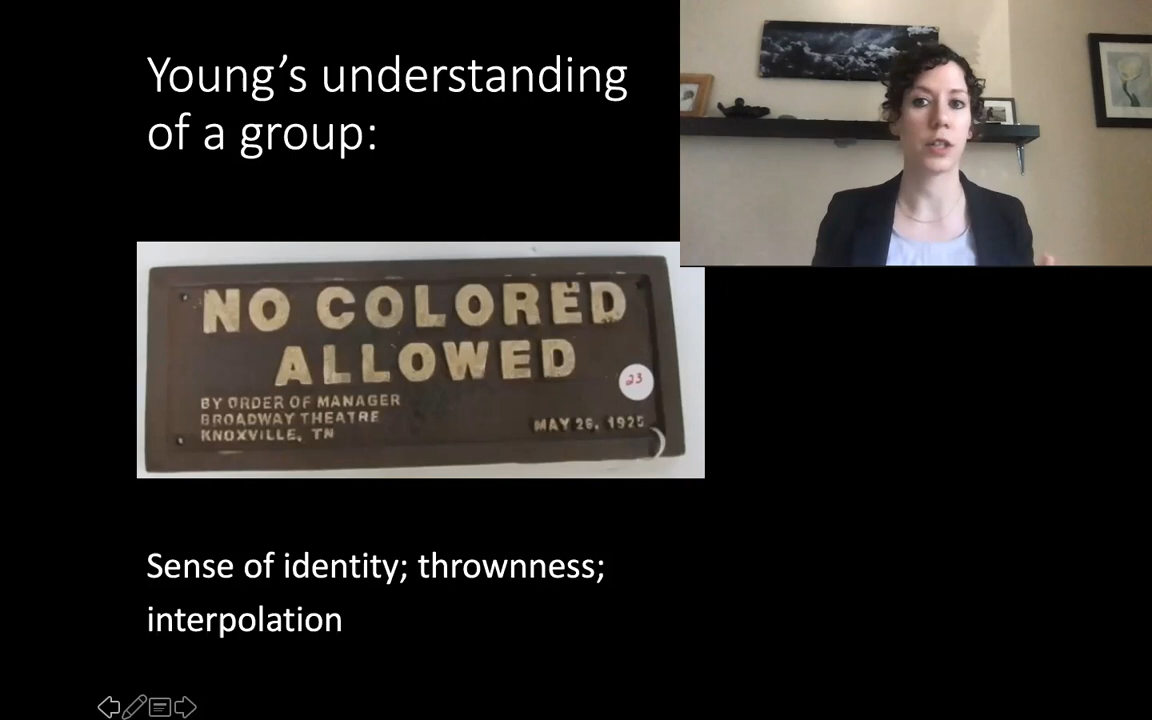 Young’s understanding
of a group:
NO COLORED
ALLOWED
23
BY ORDER OF MANAGER
BROADWAY THEATRE
KNOXVILLE, TN
MAY 26, 1925
Sense of identity; thrownness;
interpolation